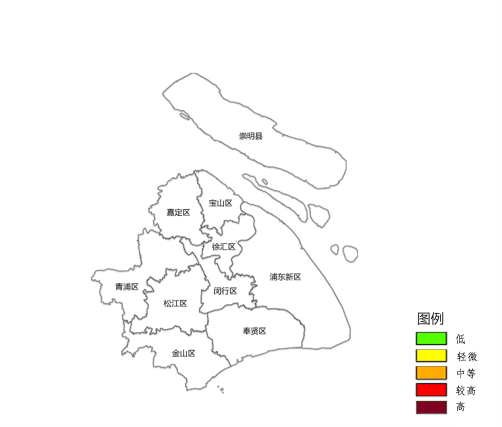 崇明县
宝山区
嘉定区
徐汇区
浦东新区
青浦区
闵行区
松江区
奉贤区
金山区
图例
低
轻微
中等
较高
高